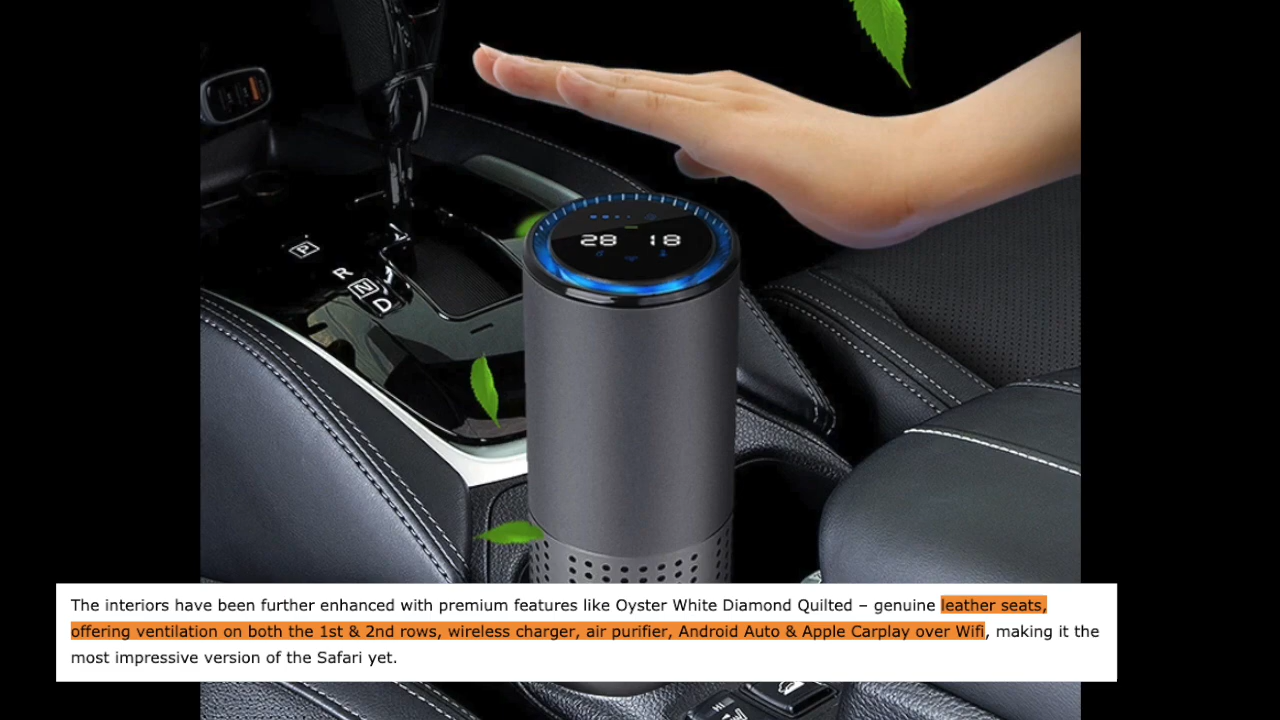 P
R
N
D
28 18
The interiors have been further enhanced with premium features like Oyster White Diamond Quilted – genuine leather seats,
offering ventilation on both the 1st & 2nd rows, wireless charger, air purifier, Android Auto & Apple Carplay over Wifi, making it the
most impressive version of the Safari yet.
HI